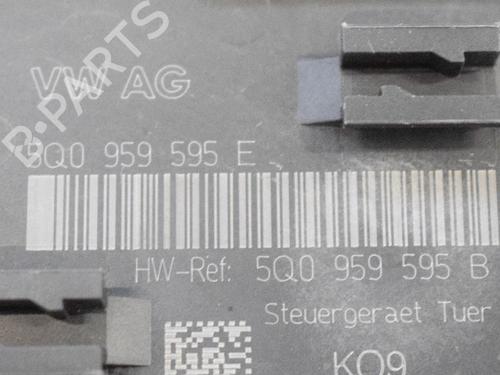 VW AG
5Q0 959 595 E
HW-Ref: 5Q0 959 595 B
Steuergeraet Tuer
KO9
B-PARTS